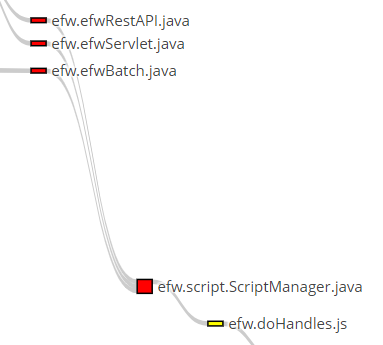 efw.efwRestAPI.java
efw.efwServlet.java
efw.efwBatch.java
efw.script.ScriptManager.java
efw.doHandles.js